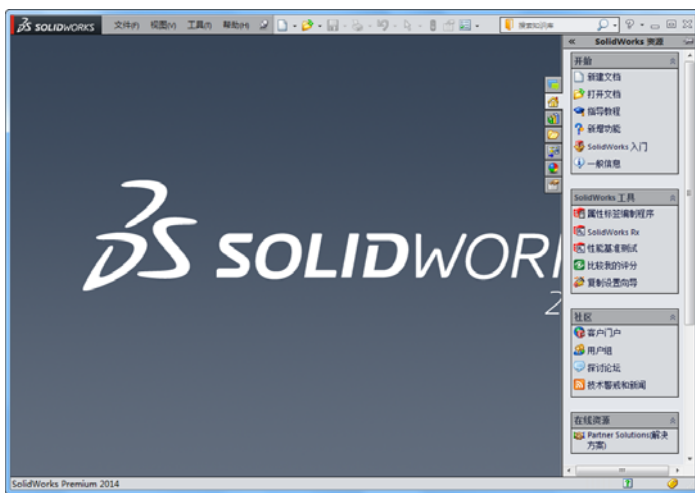 SOLIDWORKS 文件(F) 视图(V) 工具(T) 帮助(H) 搜索知识库
SolidWorks 资源
开始
新建文档
打开文档
指导教程
新增功能
SolidWorks 入门
一般信息
SolidWorks 工具
属性标签编制程序
SolidWorks Rx
性能基准测试
比较我的评分
复制设置向导
社区
客户门户
用户组
探讨论坛
技术警戒和新闻
在线资源
Partner Solutions(解决
方案)
SOLIDWOR
2
SolidWorks Premium 2014